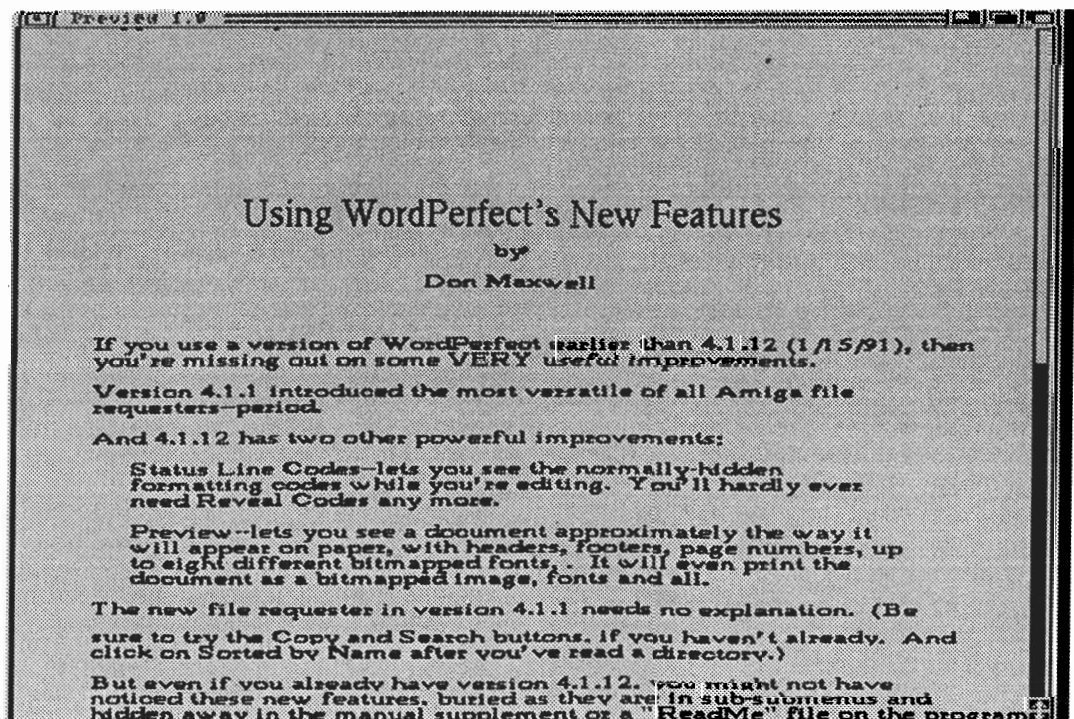 Preview 1.0
Using WordPerfect's New Features
by
Don Maxwell
If you use a version of WordPerfect earlier than 4.1.12 (1/15/91), then
you're missing out on some VERY useful improvements.
Version 4.1.1 introduced the most versatile of all Amiga file
requesters--period.
And 4.1.12 has two other powerful improvements:
Status Line Codes--lets you see the normally-hidden
formatting codes while you're editing. You'll hardly ever
need Reveal Codes any more.
Preview--lets you see a document approximately the way it
will appear on paper, with headers, footers, page numbers, up
to eight different bitmapped fonts, . It will even print the
document as a bitmapped image, fonts and all.
The new file requester in version 4.1.1 needs no explanation. (Be
sure to try the Copy and Search buttons, if you haven't already. And
click on Sorted by Name after you've read a directory.)
But even if you already have version 4.1.12, you might not have
noticed these new features, buried as they are in sub-submenus and
hidden away in the manual supplement or a "ReadMe" file on the program